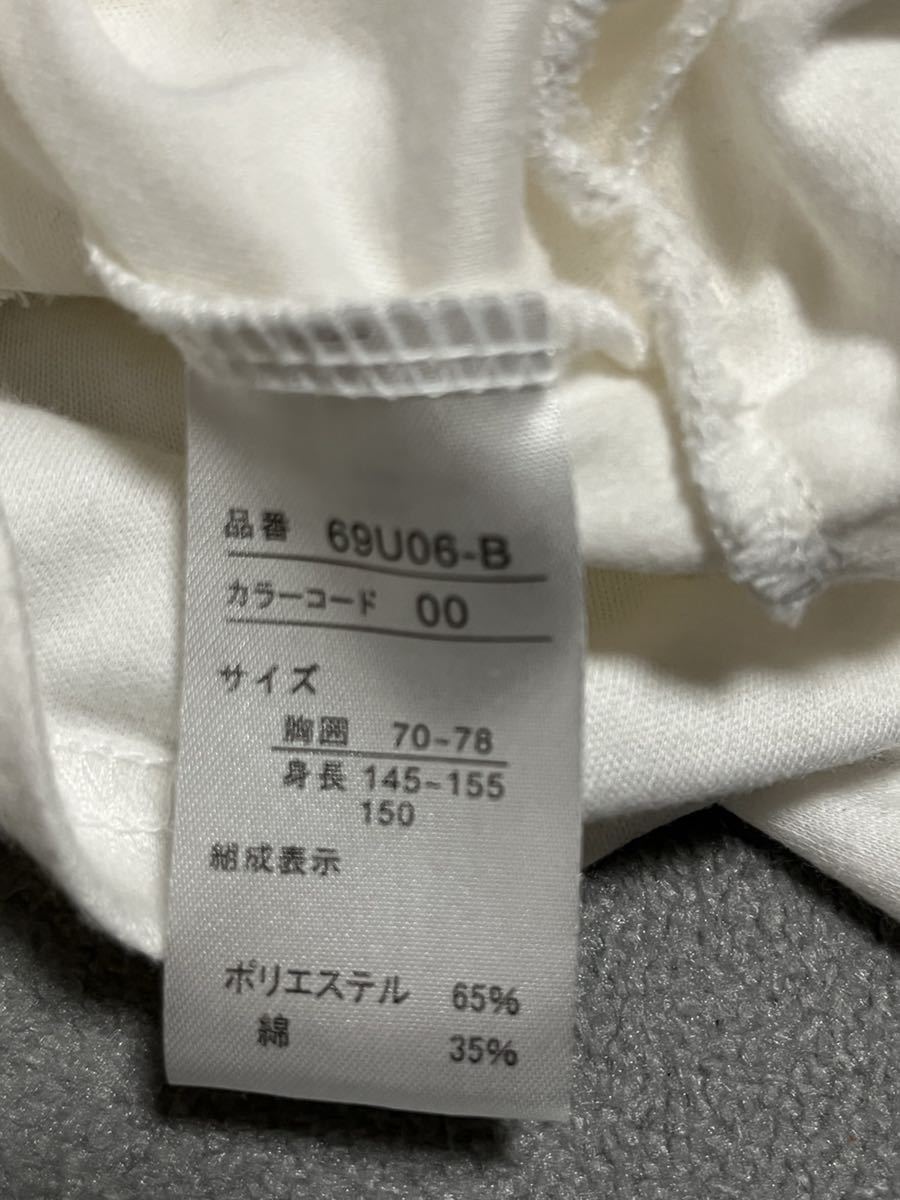 品番 69U06-B
カラーコード 00
サイズ
胸囲 70~78
身長 145~155
150
組成表示
ポリエステル 65%
綿 35%